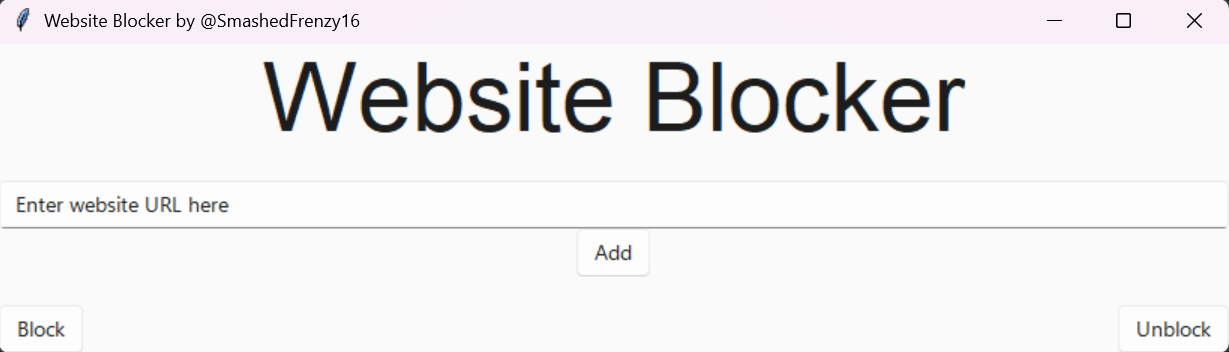 Website Blocker by @SmashedFrenzy16
Website Blocker
Enter website URL here
Add
Block
Unblock